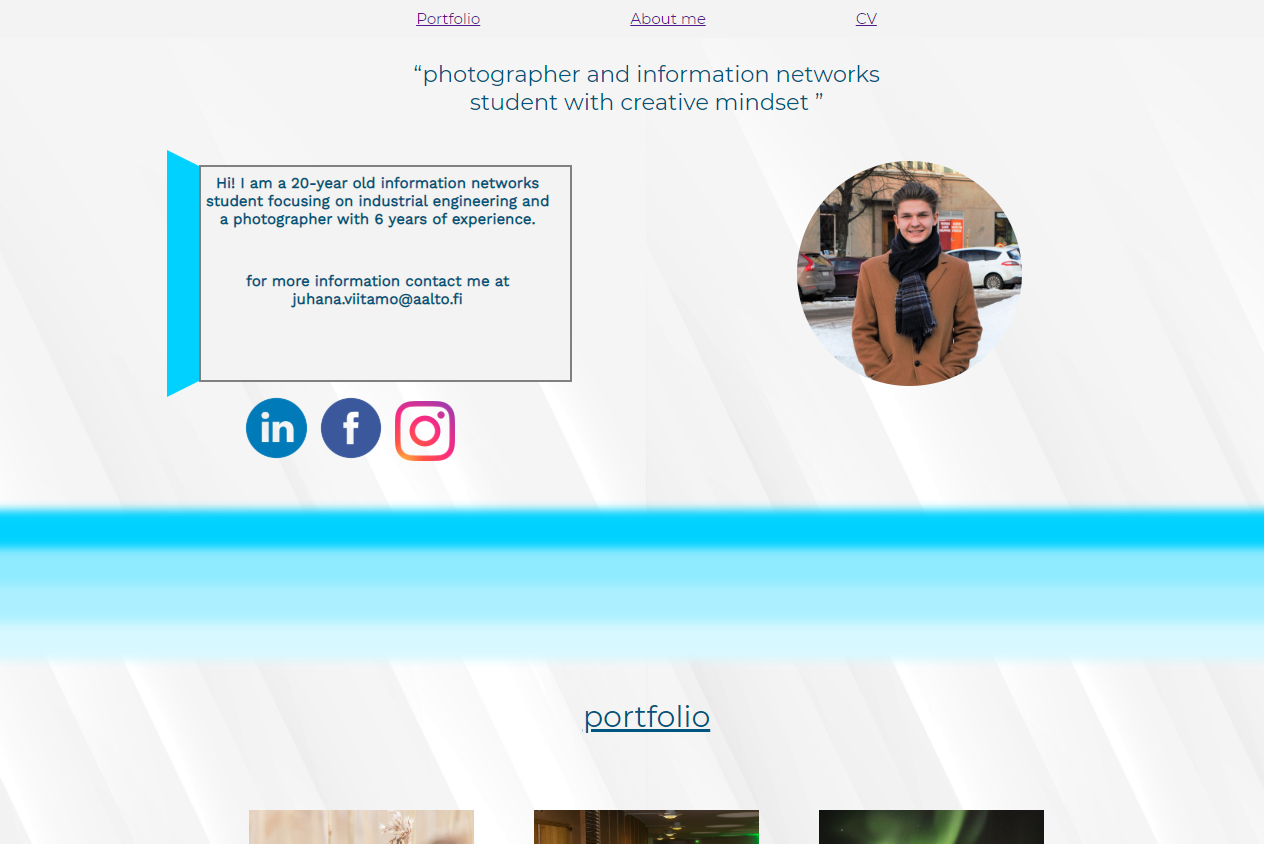 Portfolio About me CV
“photographer and information networks
student with creative mindset ”
Hi! I am a 20-year old information networks
student focusing on industrial engineering and
a photographer with 6 years of experience.
for more information contact me at
juhana.viitamo@aalto.fi
in f
portfolio